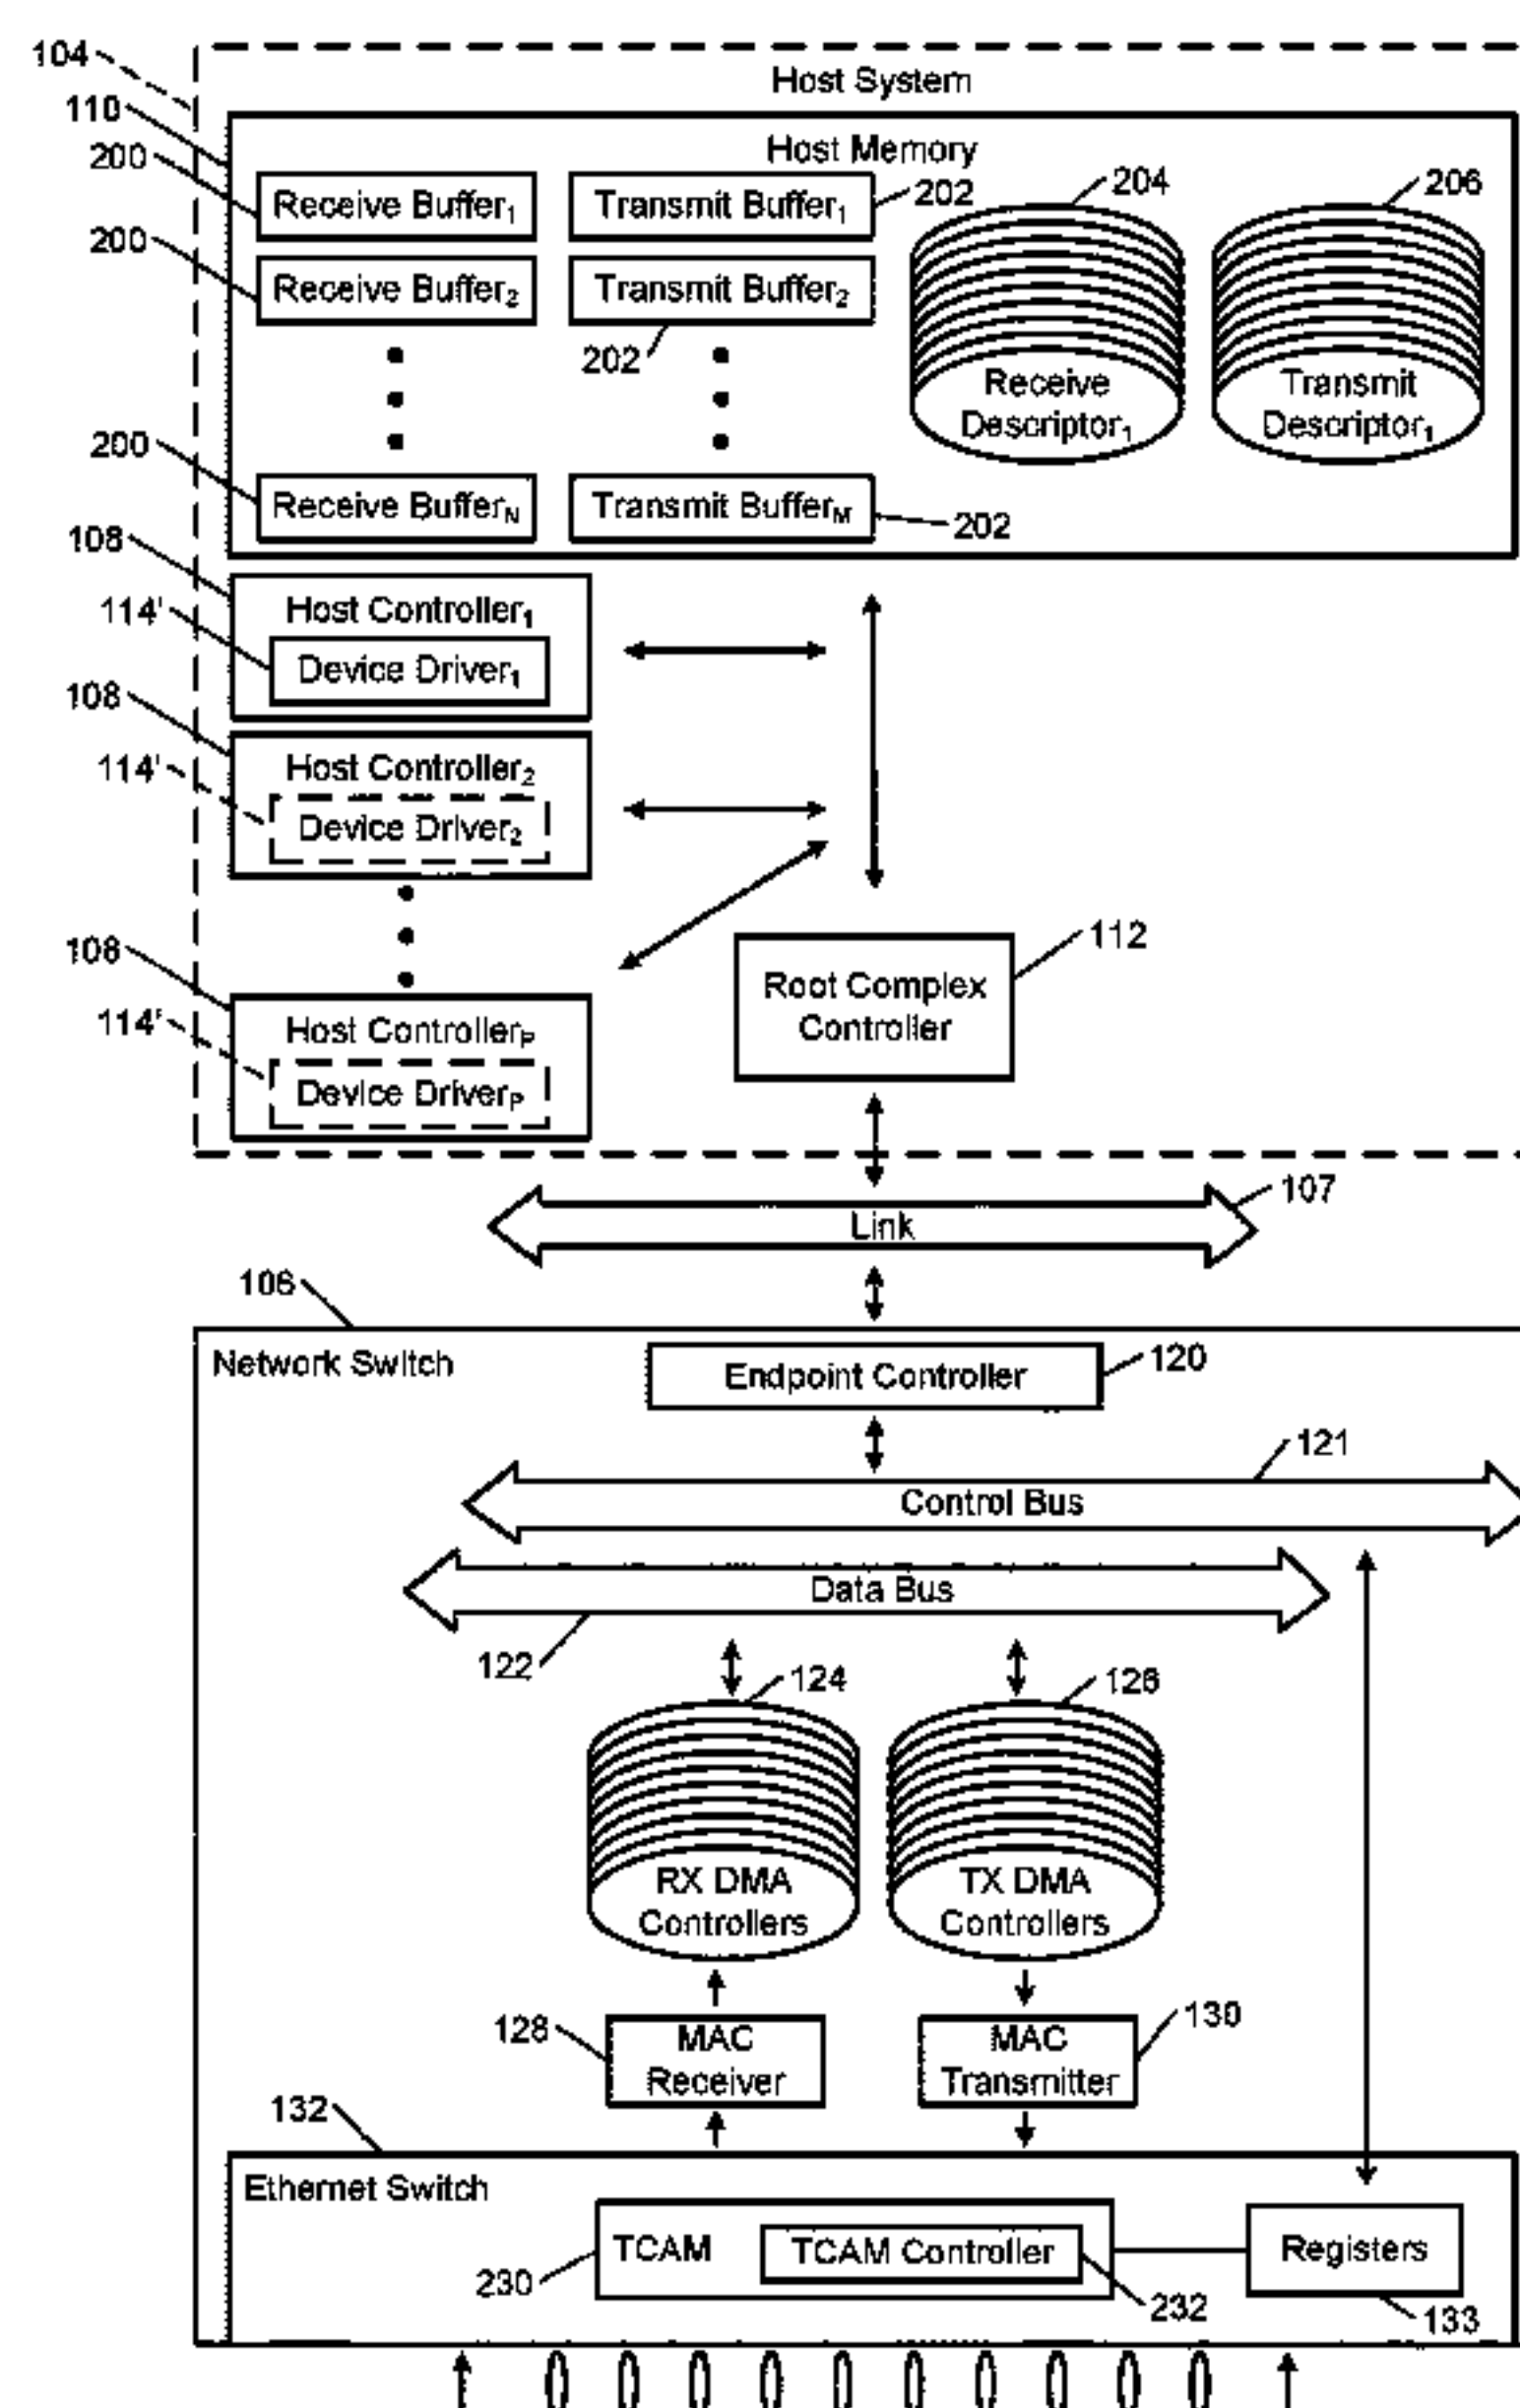 104
Host System
110
Host Memory
200
Receive Buffer1
Transmit Buffer1
202
204
206
200
Receive Buffer2
Transmit Buffer2
202
Receive
Descriptor1
Transmit
Descriptor1
200
Receive BufferN
Transmit BufferM
202
108
Host Controller1
114'
Device Driver1
108
Host Controller2
114'
Device Driver2
108
Host ControllerP
114'
Device DriverP
Root Complex
Controller
112
107
Link
106
Network Switch
Endpoint Controller
120
121
Control Bus
Data Bus
122
124
126
RX DMA
Controllers
TX DMA
Controllers
128
MAC
Receiver
MAC
Transmitter
130
132
Ethernet Switch
TCAM
TCAM Controller
Registers
230
232
133